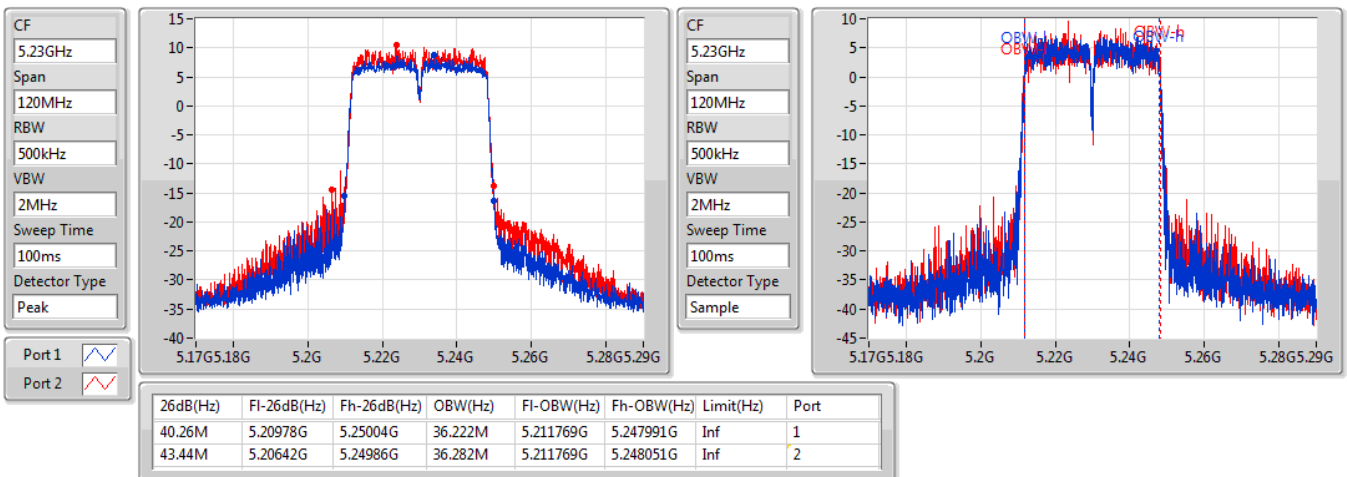 CF
5.23GHz
Span
120MHz
RBW
500kHz
VBW
2MHz
Sweep Time
100ms
Detector Type
Peak
Port 1
Port 2
15
10
5
0
-5
-10
-15
-20
-25
-30
-35
-40
5.17G5.18G 5.2G 5.22G 5.24G 5.26G 5.28G5.29G
CF
5.23GHz
Span
120MHz
RBW
500kHz
VBW
2MHz
Sweep Time
100ms
Detector Type
Sample
10
5
0
-5
-10
-15
-20
-25
-30
-35
-40
-45
OBW-h
OBW-h
5.17G5.18G 5.2G 5.22G 5.24G 5.26G 5.28G5.29G
26dB(Hz) Fl-26dB(Hz) Fh-26dB(Hz) OBW(Hz) Fl-OBW(Hz) Fh-OBW(Hz) Limit(Hz) Port
40.26M 5.20978G 5.25004G 36.222M 5.211769G 5.247991G Inf 1
43.44M 5.20642G 5.24986G 36.282M 5.211769G 5.248051G Inf 2